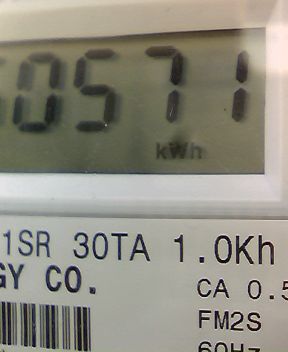 0571
kWh
1SR 30TA 1.0Kh
GY CO.
CA 0.5
FM2S
60Hz